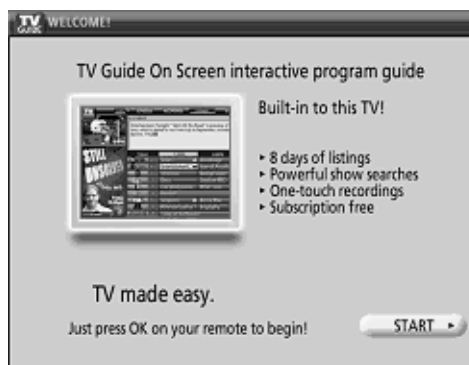 TV GUIDE WELCOME!
TV Guide On Screen interactive program guide
Built-in to this TV!
▸ 8 days of listings
▸ Powerful show searches
▸ One-touch recordings
▸ Subscription free
STILL
TV made easy.
Just press OK on your remote to begin!
START ▸